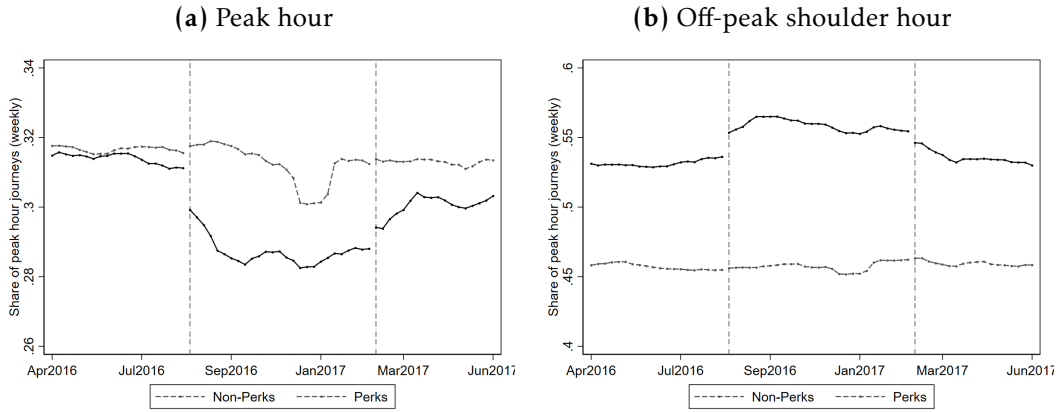 (a) Peak hour
Share of peak hour journeys (weekly)
.34
.32
.3
.28
.26
Apr2016 Jul2016 Sep2016 Jan2017 Mar2017 Jun2017
Non-Perks Perks
(b) Off-peak shoulder hour
Share of peak hour journeys (weekly)
.6
.55
.5
.45
.4
Apr2016 Jul2016 Sep2016 Jan2017 Mar2017 Jun2017
Non-Perks Perks